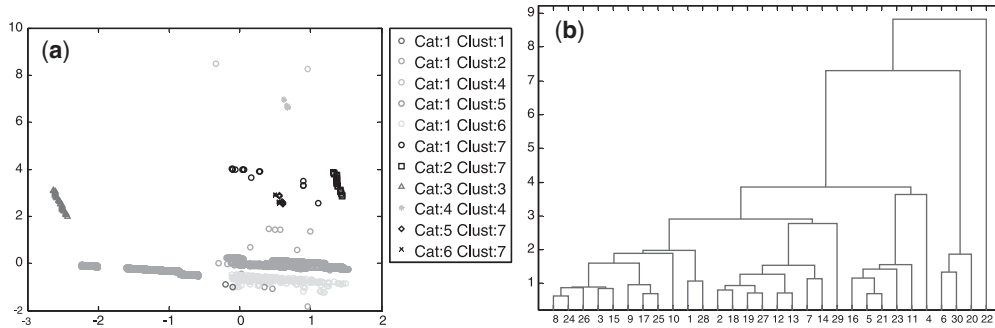 (a)
10
8
6
4
2
0
-2
-3
-2
-1
0
1
2
Cat:1 Clust:1
Cat:1 Clust:2
Cat:1 Clust:4
Cat:1 Clust:5
Cat:1 Clust:6
Cat:1 Clust:7
Cat:2 Clust:7
Cat:3 Clust:3
Cat:4 Clust:4
Cat:5 Clust:7
Cat:6 Clust:7
(b)
9
8
7
6
5
4
3
2
1
8 24 26 3 15 9 17 25 10 1 28 2 18 19 27 12 13 7 14 29 16 5 21 23 11 4 6 30 20 22